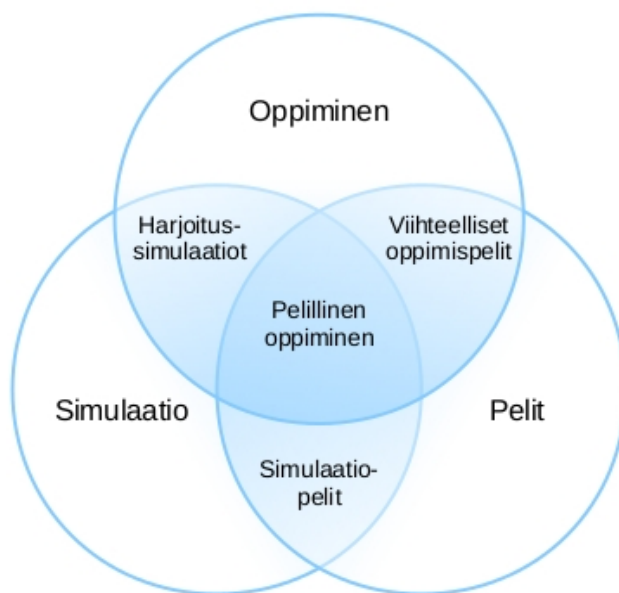 Oppiminen
Harjoitus-
simulaatiot
Viihteelliset
oppimispelit
Pelillinen
oppiminen
Simulaatio
Pelit
Simulaatio-
pelit